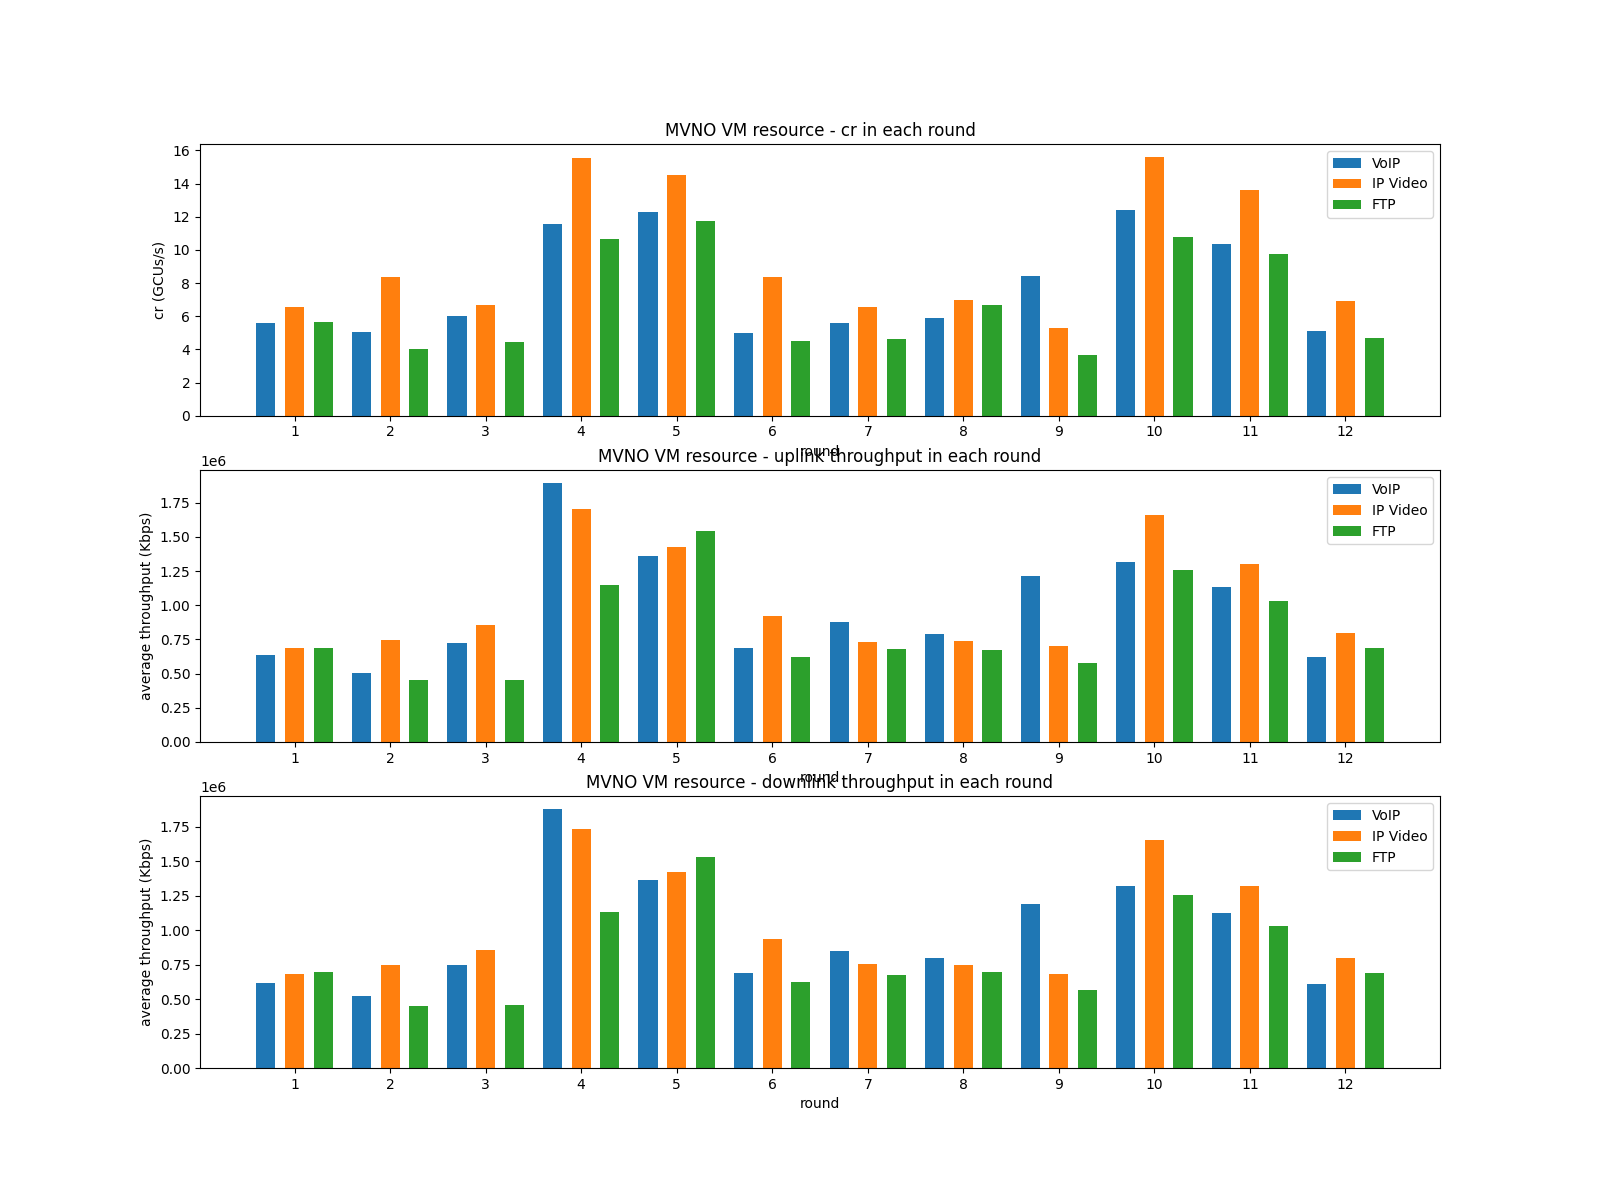 MVNO VM resource - cr in each round
cr (GCUs/s)
16
14
12
10
8
6
4
2
0
VoIP
IP Video
FTP
1 2 3 4 5 6 7 8 9 10 11 12
round
MVNO VM resource - uplink throughput in each round
1e6
average throughput (Kbps)
1.75
1.50
1.25
1.00
0.75
0.50
0.25
0.00
VoIP
IP Video
FTP
1 2 3 4 5 6 7 8 9 10 11 12
round
MVNO VM resource - downlink throughput in each round
1e6
average throughput (Kbps)
1.75
1.50
1.25
1.00
0.75
0.50
0.25
0.00
VoIP
IP Video
FTP
1 2 3 4 5 6 7 8 9 10 11 12
round